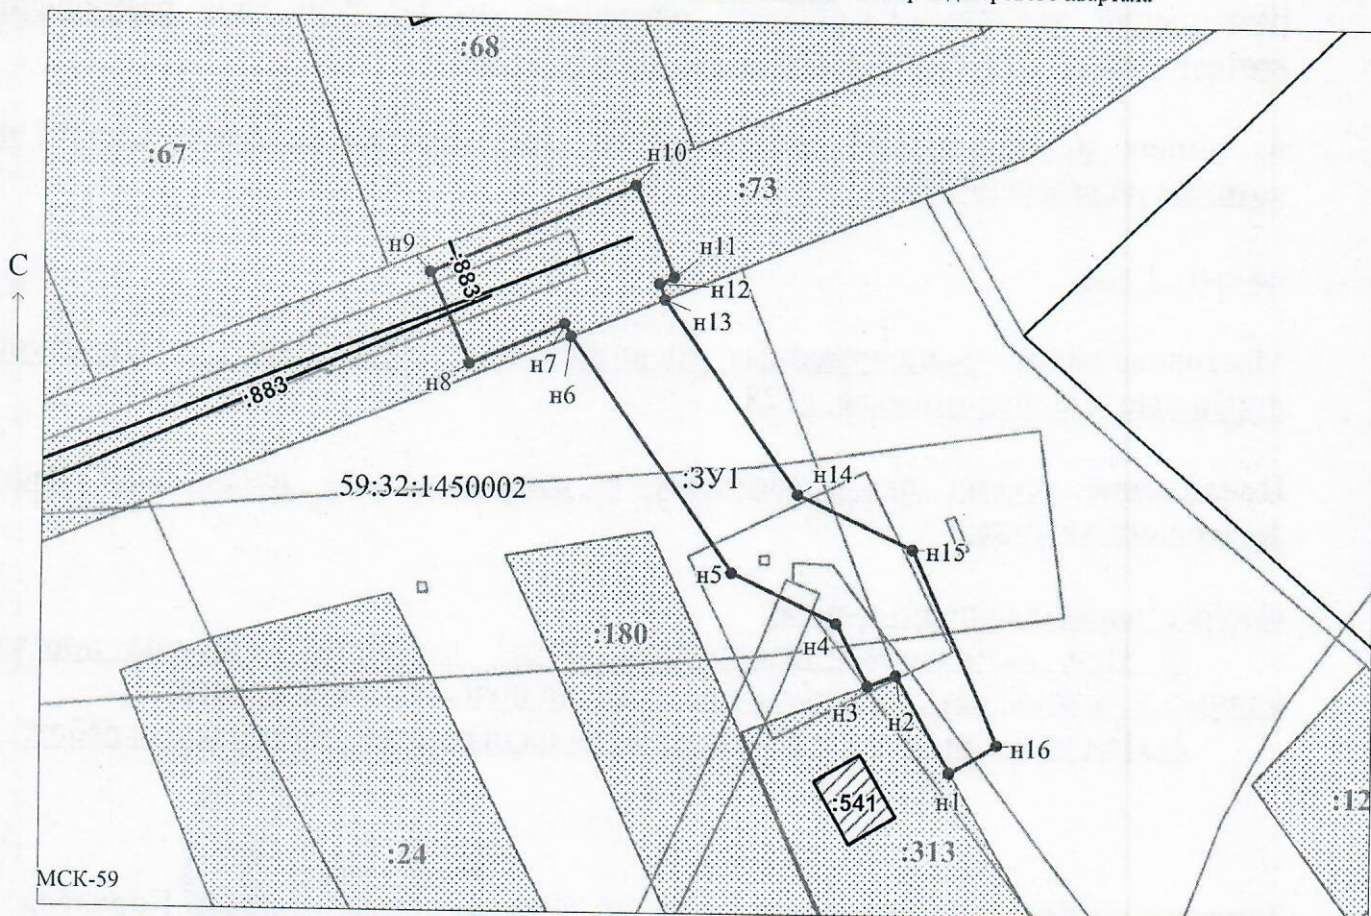 :68
:67
н10
:73
н9
С
:883
н11
н12
н13
н8
н7
н6
:883
59:32:1450002
:ЗУ1
н14
н15
н5
:180
н4
н3
н2
н16
н1
:541
:12
:24
:313
МСК-59